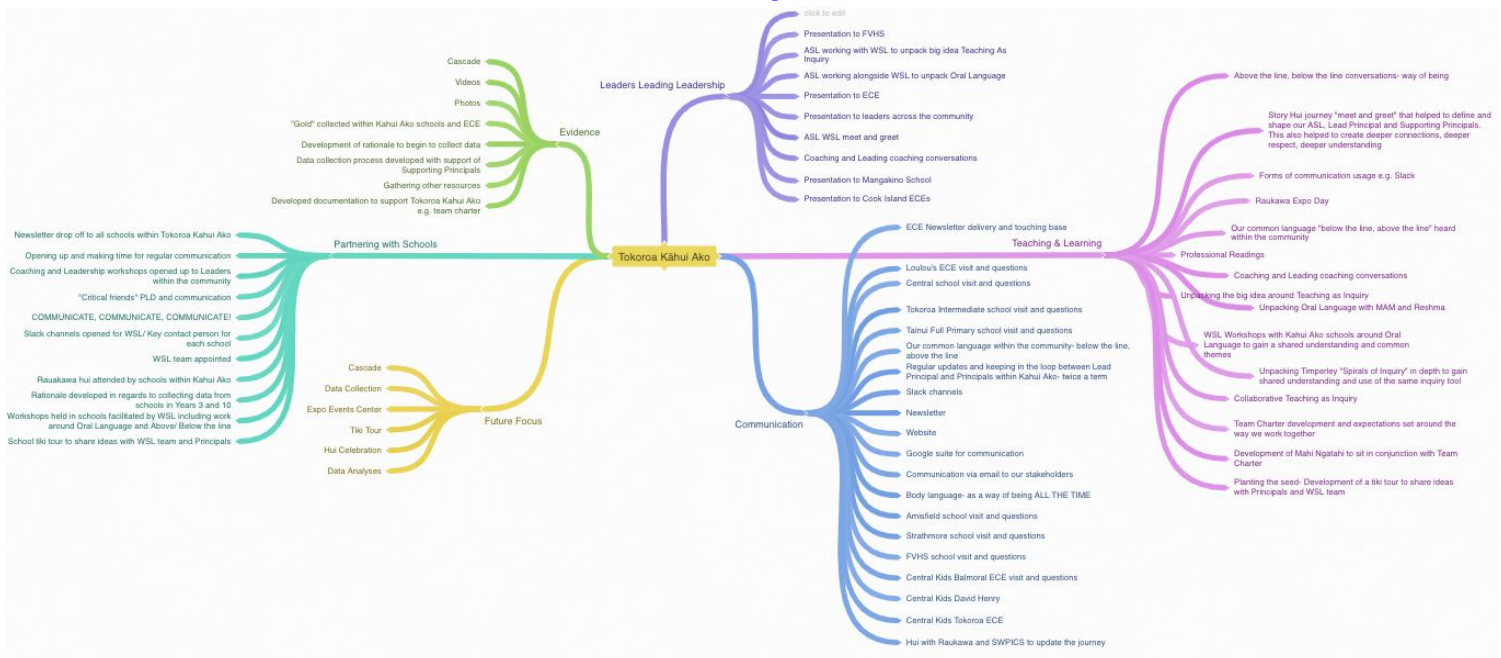 Tokoroa Kāhui Ako
Evidence
Cascade
Videos
Photos
"Gold" collected within Kahui Ako schools and ECE
Development of rationale to begin to collect data
Data collection process developed with support of
Supporting Principals
Gathering other resources
Developed documentation to support Tokoroa Kahui Ako
e.g. team charter
Partnering with Schools
Newsletter drop off to all schools within Tokoroa Kahui Ako
Opening up and making time for regular communication
Coaching and Leadership workshops opened up to Leaders
within the community
"Critical friends" PLD and communication
COMMUNICATE, COMMUNICATE, COMMUNICATE!
Slack channels opened for WSL/ Key contact person for
each school
WSL team appointed
Rauakawa hui attended by schools within Kahui Ako
Rationale developed in regards to collecting data from
schools in Years 3 and 10
Workshops held in schools facilitated by WSL including work
around Oral Language and Above/ Below the line
School tiki tour to share ideas with WSL team and Principals
Future Focus
Cascade
Data Collection
Expo Events Center
Tiki Tour
Hui Celebration
Data Analyses
Leaders Leading Leadership
click to edit
Presentation to FVHS
ASL working with WSL to unpack big idea Teaching As
Inquiry
ASL working alongside WSL to unpack Oral Language
Presentation to ECE
Presentation to leaders across the community
ASL WSL meet and greet
Coaching and Leading coaching conversations
Presentation to Mangakino School
Presentation to Cook Island ECEs
Communication
ECE Newsletter delivery and touching base
Loulou's ECE visit and questions
Central school visit and questions
Tokoroa Intermediate school visit and questions
Tainui Full Primary school visit and questions
Our common language within the community- below the line,
above the line
Regular updates and keeping in the loop between Lead
Principal and Principals within Kahui Ako- twice a term
Slack channels
Newsletter
Website
Google suite for communication
Communication via email to our stakeholders
Body language- as a way of being ALL THE TIME
Amisfield school visit and questions
Strathmore school visit and questions
FVHS school visit and questions
Central Kids Balmoral ECE visit and questions
Central Kids David Henry
Central Kids Tokoroa ECE
Hui with Raukawa and SWPICS to update the journey
Teaching & Learning
Above the line, below the line conversations- way of being
Story Hui journey "meet and greet" that helped to define and
shape our ASL, Lead Principal and Supporting Principals.
This also helped to create deeper connections, deeper
respect, deeper understanding
Forms of communication usage e.g. Slack
Raukawa Expo Day
Our common language "below the line, above the line" heard
within the community
Professional Readings
Coaching and Leading coaching conversations
Unpacking the big idea around Teaching as Inquiry
Unpacking Oral Language with MAM and Reshma
WSL Workshops with Kahui Ako schools around Oral
Language to gain a shared understanding and common
themes
Unpacking Timperley "Spirals of Inquiry" in depth to gain
shared understanding and use of the same inquiry tool
Collaborative Teaching as Inquiry
Team Charter development and expectations set around the
way we work together
Development of Mahi Ngatahi to sit in conjunction with Team
Charter
Planting the seed- Development of a tiki tour to share ideas
with Principals and WSL team